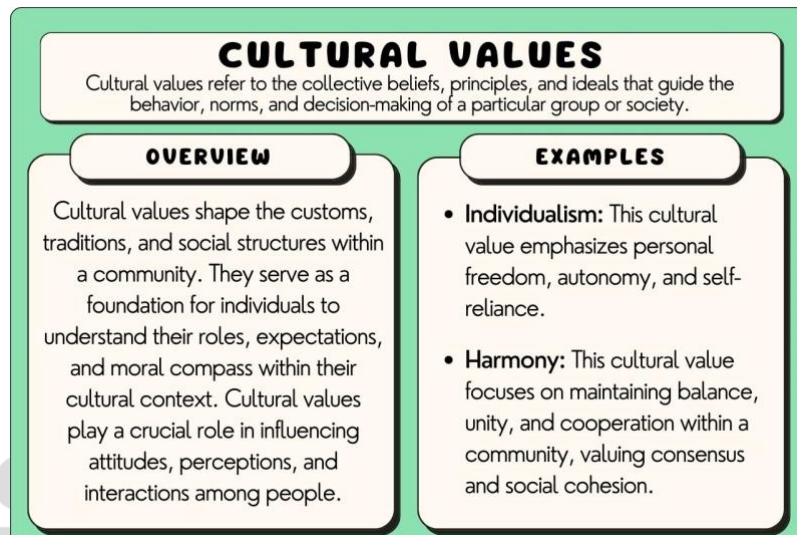 CULTURAL VALUES
Cultural values refer to the collective beliefs, principles, and ideals that guide the
behavior, norms, and decision-making of a particular group or society.
OVERVIEW
Cultural values shape the customs,
traditions, and social structures within
a community. They serve as a
foundation for individuals to
understand their roles, expectations,
and moral compass within their
cultural context. Cultural values
play a crucial role in influencing
attitudes, perceptions, and
interactions among people.
EXAMPLES
• Individualism: This cultural
value emphasizes personal
freedom, autonomy, and self-
reliance.
• Harmony: This cultural value
focuses on maintaining balance,
unity, and cooperation within a
community, valuing consensus
and social cohesion.